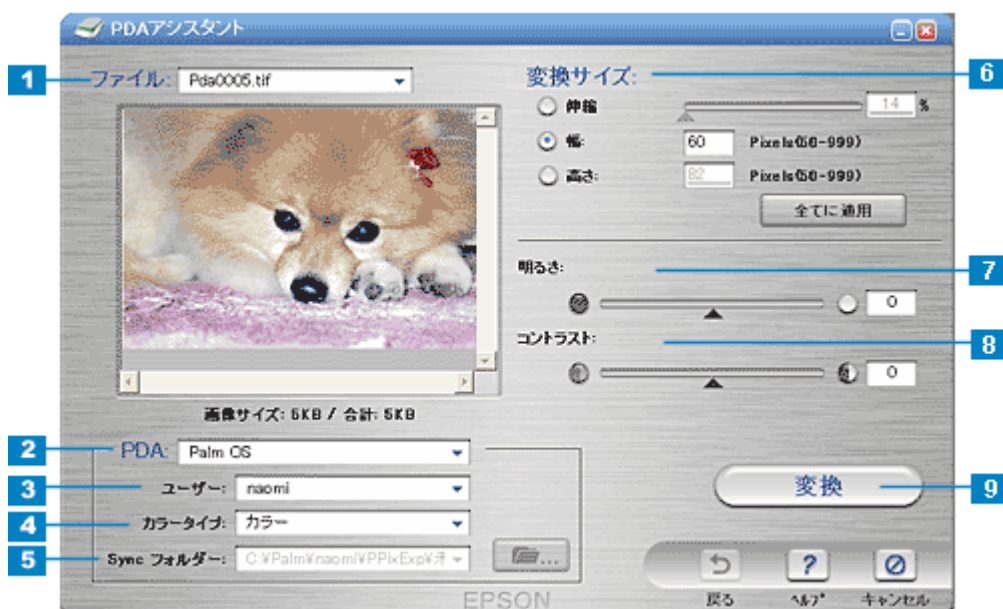 PDAアシスタント
1 ファイル: Pda0005.tif
画像サイズ: 5KB / 合計: 5KB
2 PDA: Palm OS
3 ユーザー: naomi
4 カラータイプ: カラー
5 Sync フォルダー: C:¥Palm¥naomi¥PPixExp¥
...
変換サイズ: 6
伸縮 14 %
幅: 60 Pixels(50-999)
高さ: 82 Pixels(50-999)
全てに適用
明るさ: 7
0
コントラスト: 8
0
変換 9
戻る ヘルプ キャンセル
EPSON